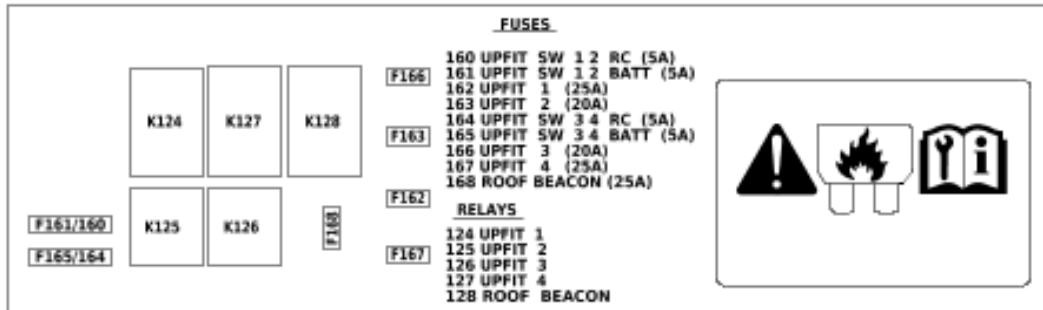 FUSES
160 UPFIT SW 1 2 RC (5A)
161 UPFIT SW 1 2 BATT (5A)
162 UPFIT 1 (25A)
163 UPFIT 2 (20A)
164 UPFIT SW 3 4 RC (5A)
165 UPFIT SW 3 4 BATT (5A)
166 UPFIT 3 (20A)
167 UPFIT 4 (25A)
168 ROOF BEACON (25A)
RELAYS
124 UPFIT 1
125 UPFIT 2
126 UPFIT 3
127 UPFIT 4
128 ROOF BEACON
K124
K127
K128
K125
K126
F161/160
F165/164
F168
F166
F163
F162
F167